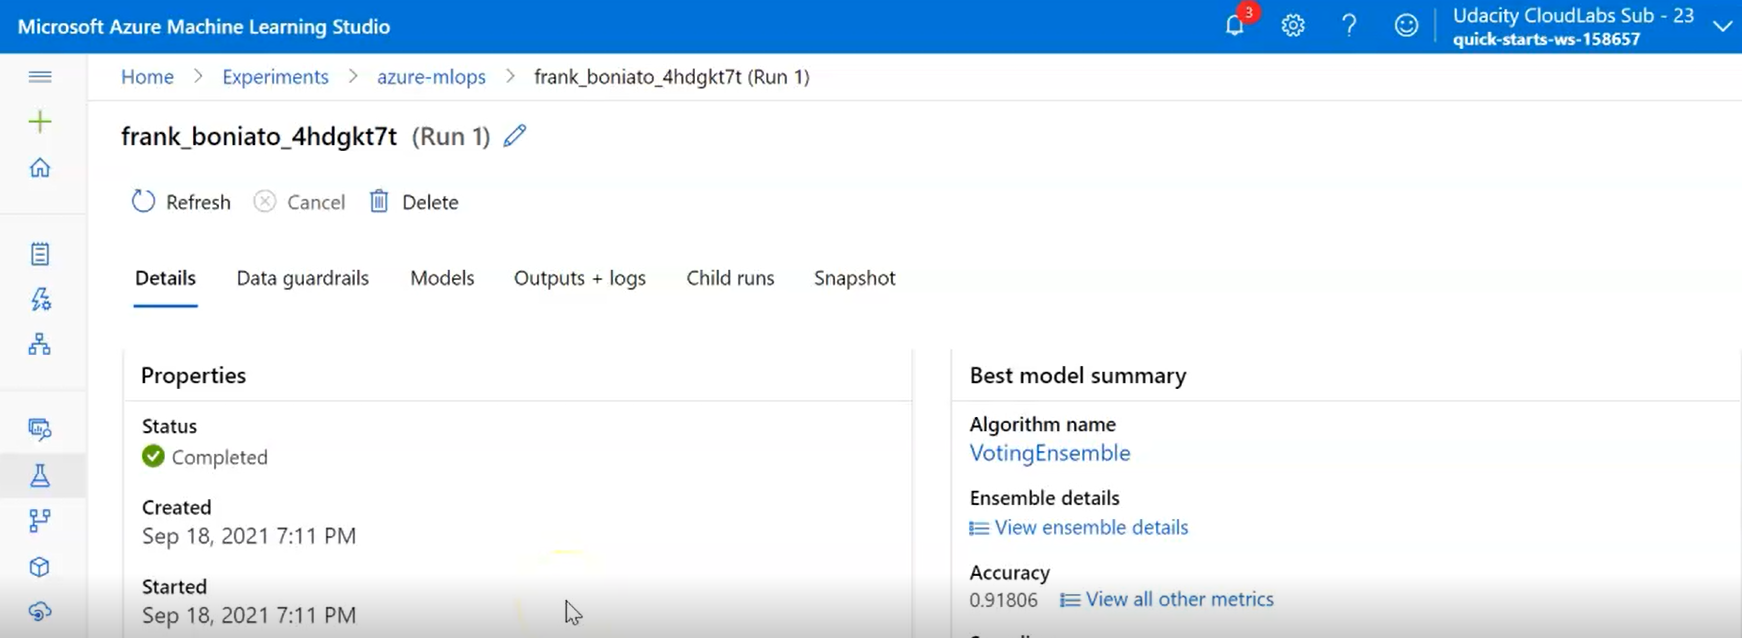 Microsoft Azure Machine Learning Studio
3
?
Udacity CloudLabs Sub - 23
quick-starts-ws-158657
Home > Experiments > azure-mlops > frank_boniato_4hdgkt7t (Run 1)
frank_boniato_4hdgkt7t (Run 1)
Refresh Cancel Delete
Details Data guardrails Models Outputs + logs Child runs Snapshot
Properties
Status
Completed
Created
Sep 18, 2021 7:11 PM
Started
Sep 18, 2021 7:11 PM
Best model summary
Algorithm name
VotingEnsemble
Ensemble details
View ensemble details
Accuracy
0.91806 View all other metrics